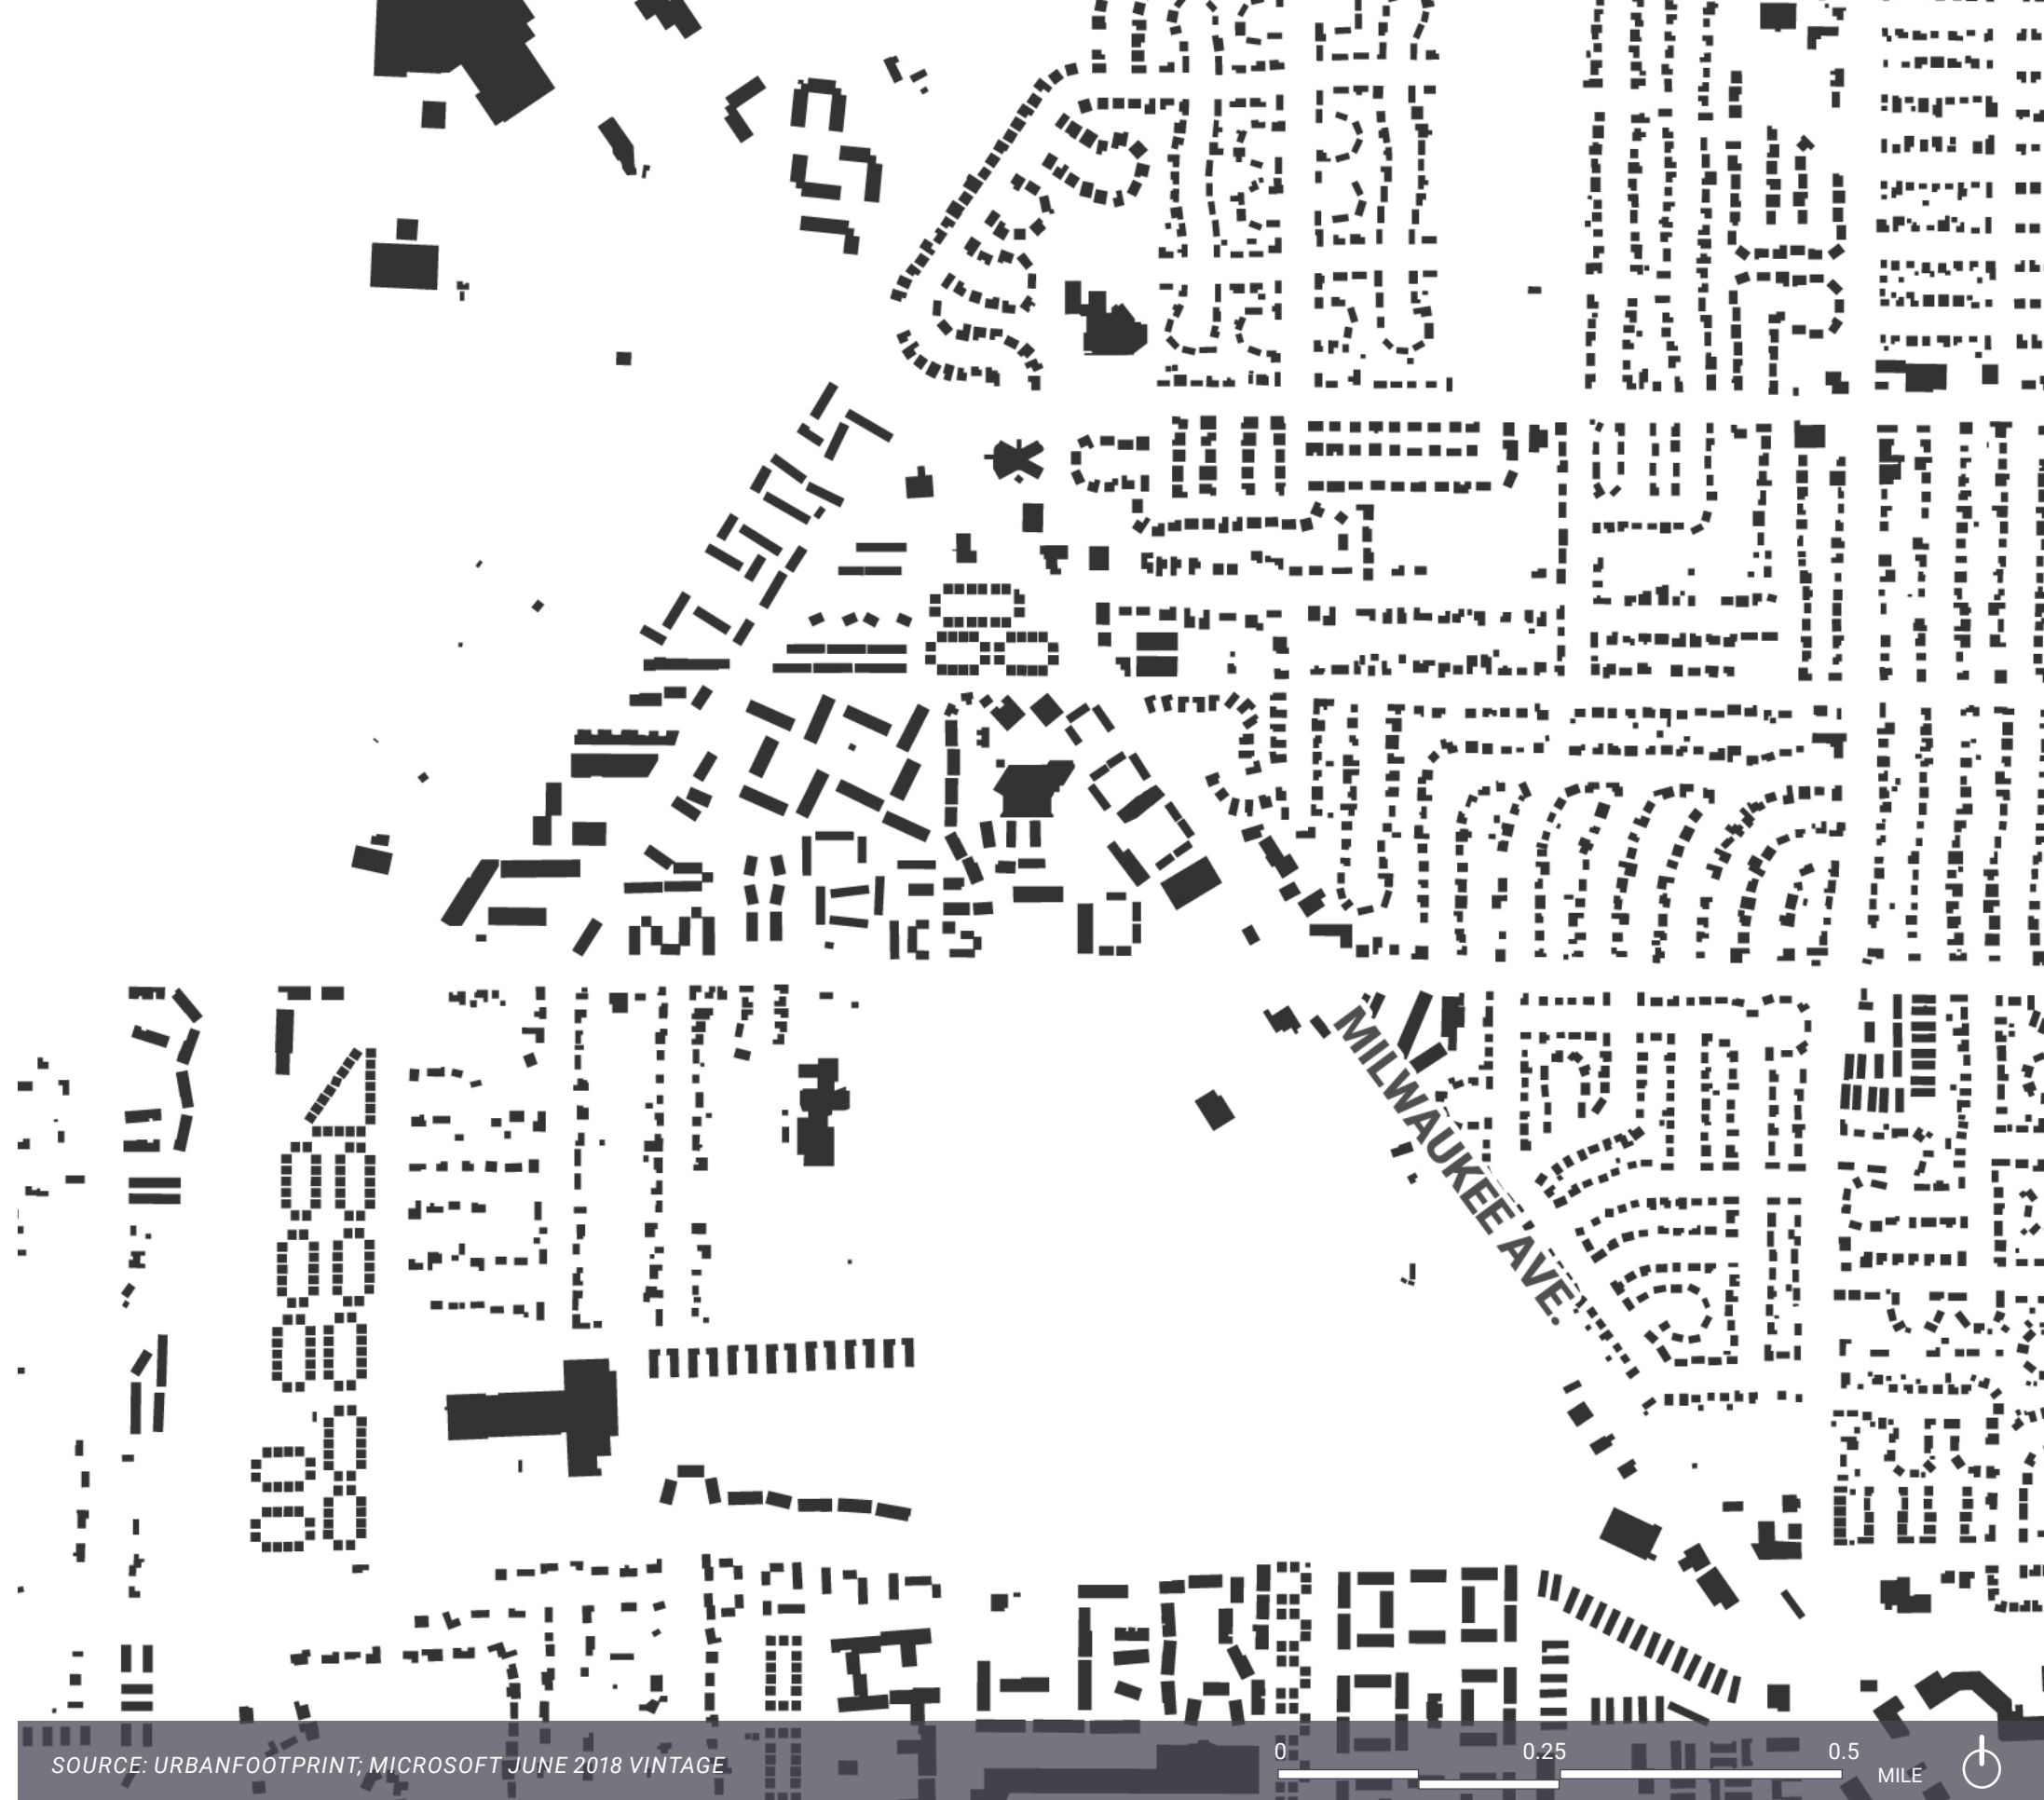 MILWAUKEE AVE.
SOURCE: URBANFOOTPRINT; MICROSOFT JUNE 2018 VINTAGE
0 0.25 0.5
MILE